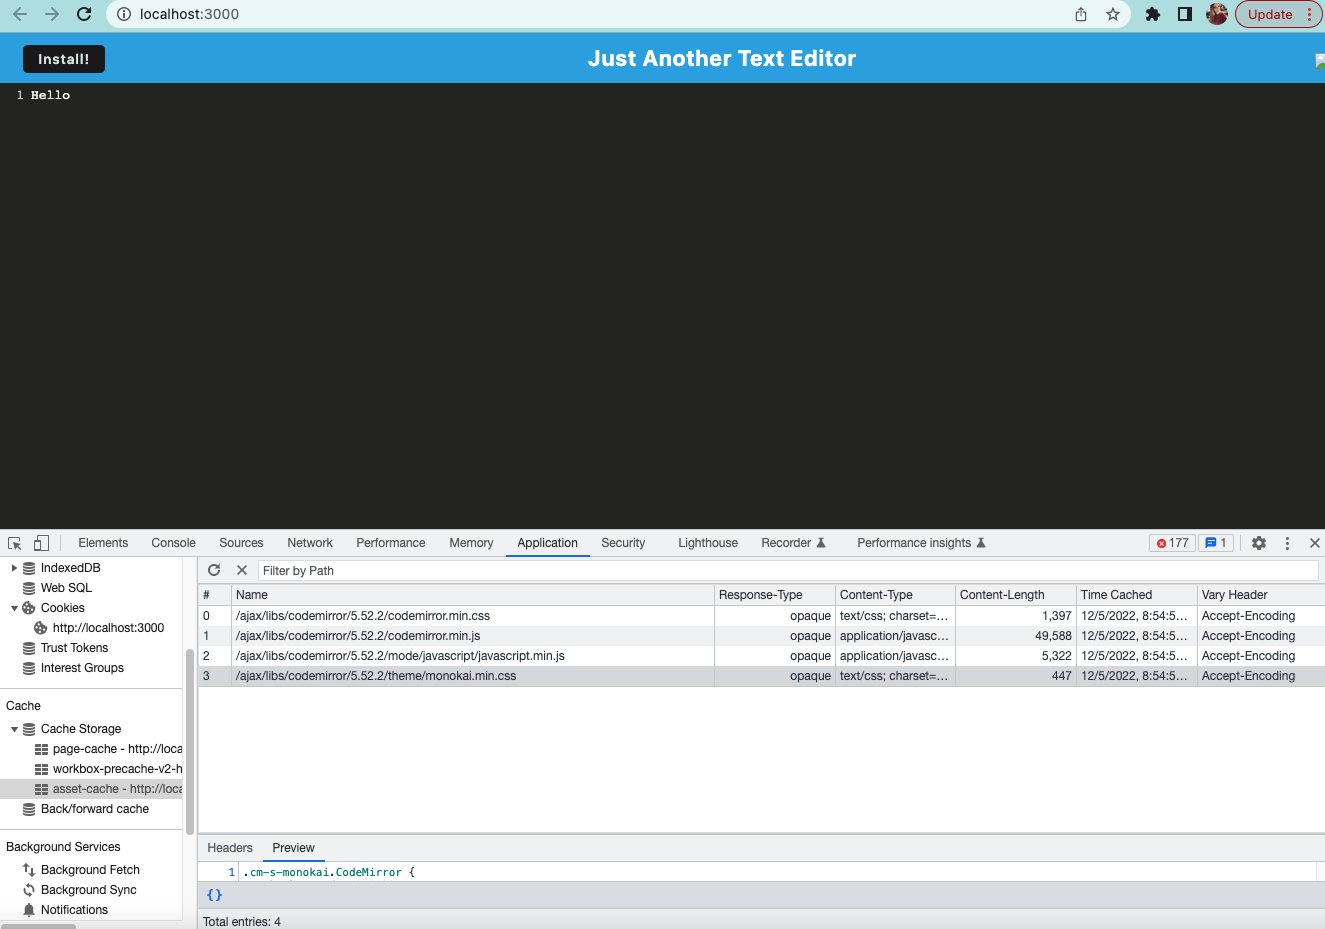 localhost:3000
Update
Install!
Just Another Text Editor
1 Hello
Elements Console Sources Network Performance Memory Application Security Lighthouse Recorder Performance insights 177 1
IndexedDB
Web SQL
Cookies
http://localhost:3000
Trust Tokens
Interest Groups
Cache
Cache Storage
page-cache - http://loca
workbox-precache-v2-h
asset-cache - http://loca
Back/forward cache
Background Services
Background Fetch
Background Sync
Notifications
Filter by Path
# Name Response-Type Content-Type Content-Length Time Cached Vary Header
0 /ajax/libs/codemirror/5.52.2/codemirror.min.css opaque text/css; charset=... 1,397 12/5/2022, 8:54:5... Accept-Encoding
1 /ajax/libs/codemirror/5.52.2/codemirror.min.js opaque application/javasc... 49,588 12/5/2022, 8:54:5... Accept-Encoding
2 /ajax/libs/codemirror/5.52.2/mode/javascript/javascript.min.js opaque application/javasc... 5,322 12/5/2022, 8:54:5... Accept-Encoding
3 /ajax/libs/codemirror/5.52.2/theme/monokai.min.css opaque text/css; charset=... 447 12/5/2022, 8:54:5... Accept-Encoding
Headers Preview
1 .cm-s-monokai.CodeMirror {
{}
Total entries: 4